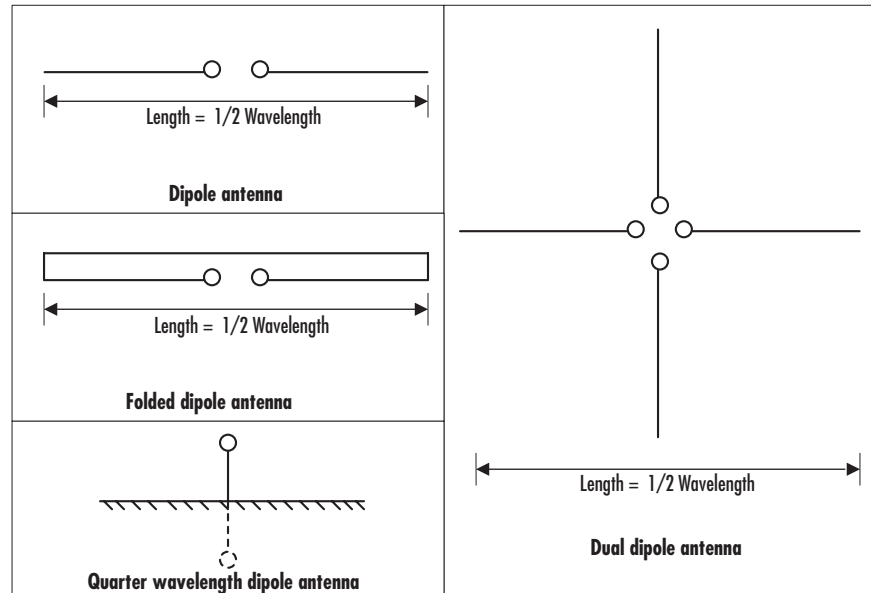 Length = 1/2 Wavelength
Dipole antenna
Length = 1/2 Wavelength
Folded dipole antenna
Quarter wavelength dipole antenna
Length = 1/2 Wavelength
Dual dipole antenna